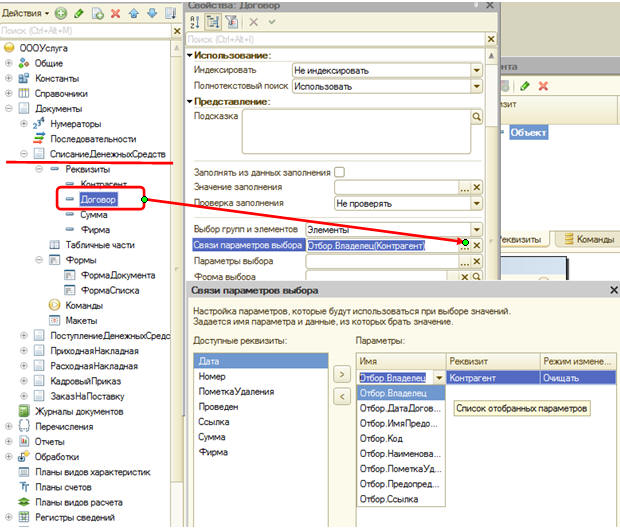 Действия
Поиск (Ctrl+Alt+M)
ОООУслуга
Общие
Константы
Справочники
Документы
Нумераторы
Последовательности
СписаниеДенежныхСредств
Реквизиты
Контрагент
Договор
Сумма
Фирма
Табличные части
Формы
ФормаДокумента
ФормаСписка
Команды
Макеты
ПоступлениеДенежныхСредс
ПриходнаяНакладная
РасходнаяНакладная
КадровыйПриказ
ЗаказНаПоставку
Журналы документов
Перечисления
Отчеты
Обработки
Планы видов характеристик
Планы счетов
Планы видов расчета
Регистры сведений
Свойства: Договор
Поиск (Ctrl+Alt+I)
Использование:
Индексировать Не индексировать
Полнотекстовый поиск Использовать
Представление:
Подсказка
Заполнять из данных заполнения
Значение заполнения
Проверка заполнения Не проверять
Выбор групп и элементов Элементы
Связи параметров выбора Отбор.Владелец(Контрагент)
Параметры выбора
Форма выбора
нта
зит
Объект
еквизиты Команды
Связи параметров выбора
Настройка параметров, которые будут использоваться при выборе значений.
Задается имя параметра и данные, из которых брать значение.
Доступные реквизиты:
Дата
Номер
ПометкаУдаления
Проведен
Ссылка
Сумма
Фирма
Параметры:
Имя Реквизит Режим измене...
Отбор.Владелец Контрагент Очищать
Отбор.Владелец
Отбор.ДатаДогов...
Отбор.ИмяПредо...
Отбор.Код
Отбор.Наименова...
Отбор.ПометкаУд...
Отбор.Предопред...
Отбор.Ссылка
Список отобранных параметров